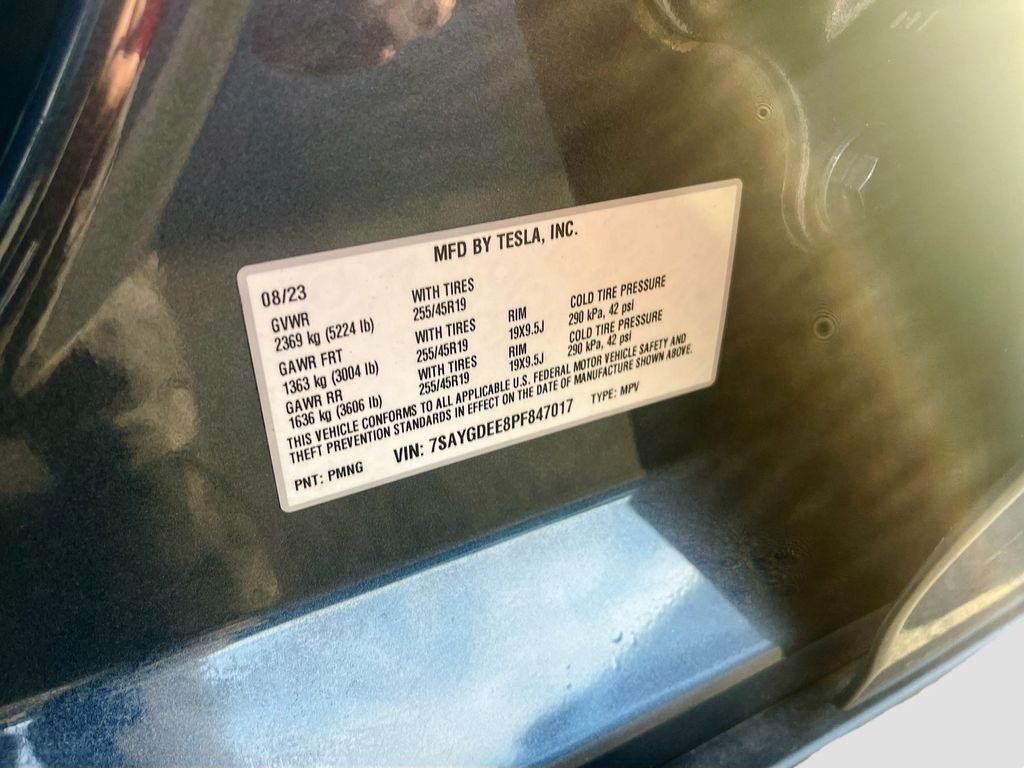 MFD BY TESLA, INC.
08/23
GVWR WITH TIRES
2369 kg (5224 lb) 255/45R19
GAWR FRT WITH TIRES RIM COLD TIRE PRESSURE
1363 kg (3004 lb) 255/45R19 19X9.5J 290 kPa, 42 psi
GAWR RR WITH TIRES RIM COLD TIRE PRESSURE
1636 kg (3606 lb) 255/45R19 19X9.5J 290 kPa, 42 psi
THIS VEHICLE CONFORMS TO ALL APPLICABLE U.S. FEDERAL MOTOR VEHICLE SAFETY AND
THEFT PREVENTION STANDARDS IN EFFECT ON THE DATE OF MANUFACTURE SHOWN ABOVE.
PNT: PMNG VIN: 7SAYGDEE8PF847017 TYPE: MPV